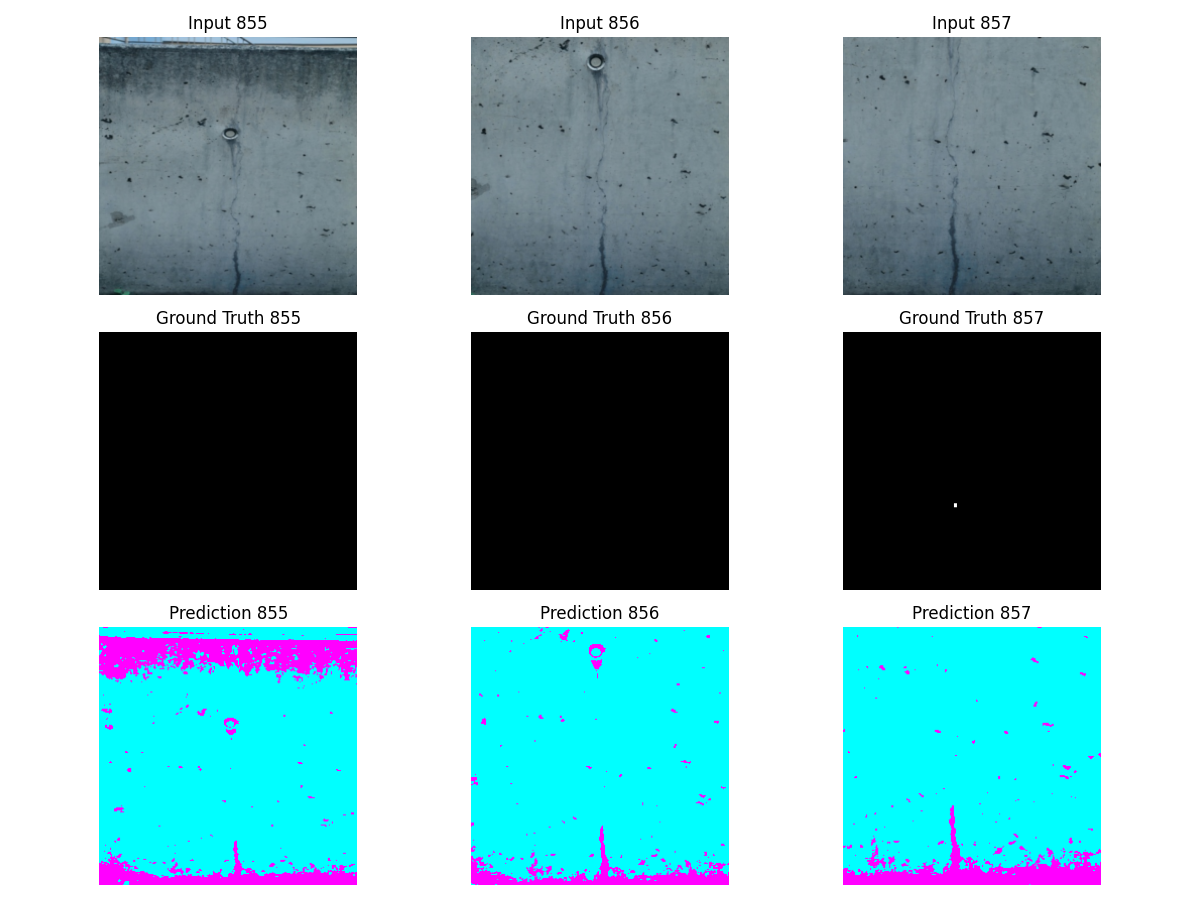 Input 855
Input 856
Input 857
Ground Truth 855
Ground Truth 856
Ground Truth 857
Prediction 855
Prediction 856
Prediction 857